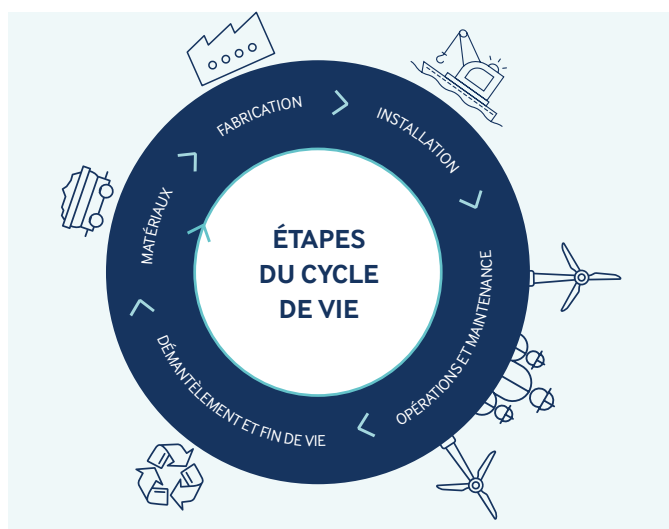 ÉTAPES
DU CYCLE
DE VIE
MATÉRIAUX
FABRICATION
INSTALLATION
OPÉRATIONS ET MAINTENANCE
DÉMANTÈLEMENT ET FIN DE VIE